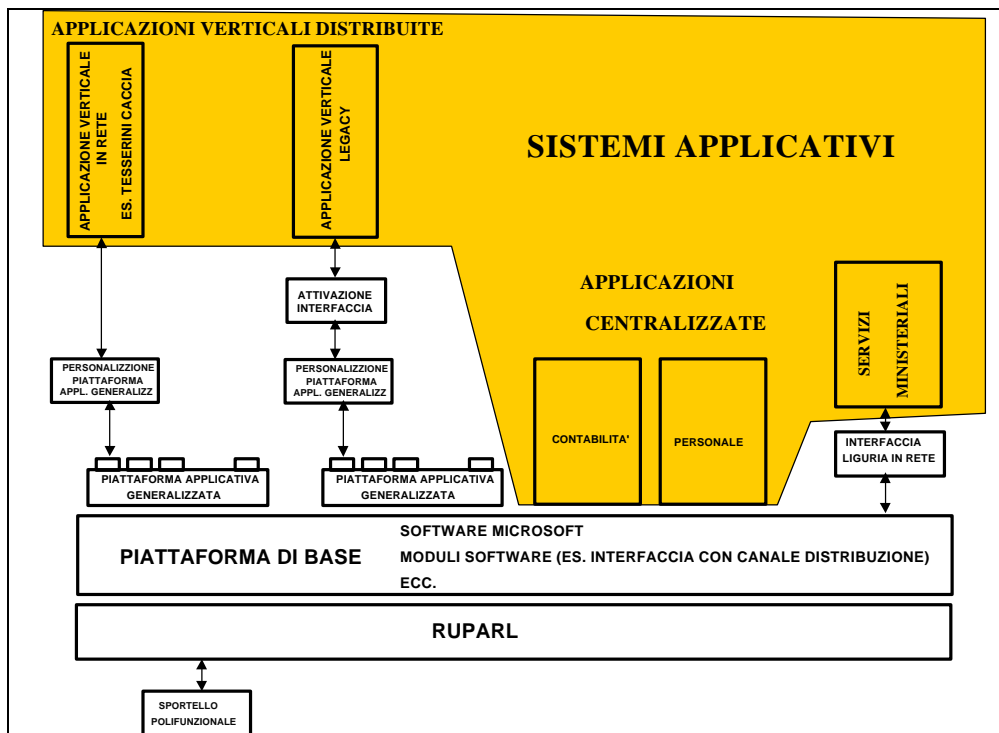 APPLICAZIONI VERTICALI DISTRIBUITE
APPLICAZIONE VERTICALE
IN RETE
ES. TESSERINI CACCIA
APPLICAZIONE VERTICALE
LEGACY
SISTEMI APPLICATIVI
ATTIVAZIONE
INTERFACCIA
APPLICAZIONI
CENTRALIZZATE
SERVIZI
MINISTERIALI
PERSONALIZZIONE
PIATTAFORMA
APPL. GENERALIZZ
PERSONALIZZIONE
PIATTAFORMA
APPL. GENERALIZZ
CONTABILITA'
PERSONALE
INTERFACCIA
LIGURIA IN RETE
PIATTAFORMA APPLICATIVA
GENERALIZZATA
PIATTAFORMA APPLICATIVA
GENERALIZZATA
PIATTAFORMA DI BASE
SOFTWARE MICROSOFT
MODULI SOFTWARE (ES. INTERFACCIA CON CANALE DISTRIBUZIONE)
ECC.
RUPARL
SPORTELLO
POLIFUNZIONALE